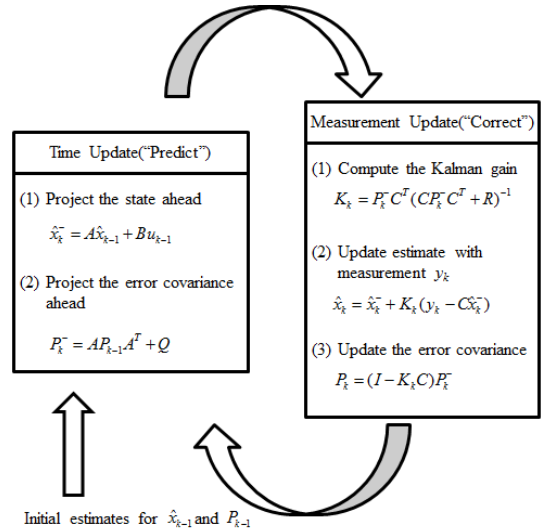 Time Update("Predict")
(1) Project the state ahead
x̂ₖ⁻ = Ax̂ₖ₋₁ + Buₖ₋₁
(2) Project the error covariance
ahead
Pₖ⁻ = APₖ₋₁Aᵀ + Q
Measurement Update("Correct")
(1) Compute the Kalman gain
Kₖ = Pₖ⁻Cᵀ(CPₖ⁻Cᵀ + R)⁻¹
(2) Update estimate with
measurement yₖ
x̂ₖ = x̂ₖ⁻ + Kₖ(yₖ − Cx̂ₖ⁻)
(3) Update the error covariance
Pₖ = (I − KₖC)Pₖ⁻
Initial estimates for x̂ₖ₋₁ and Pₖ₋₁